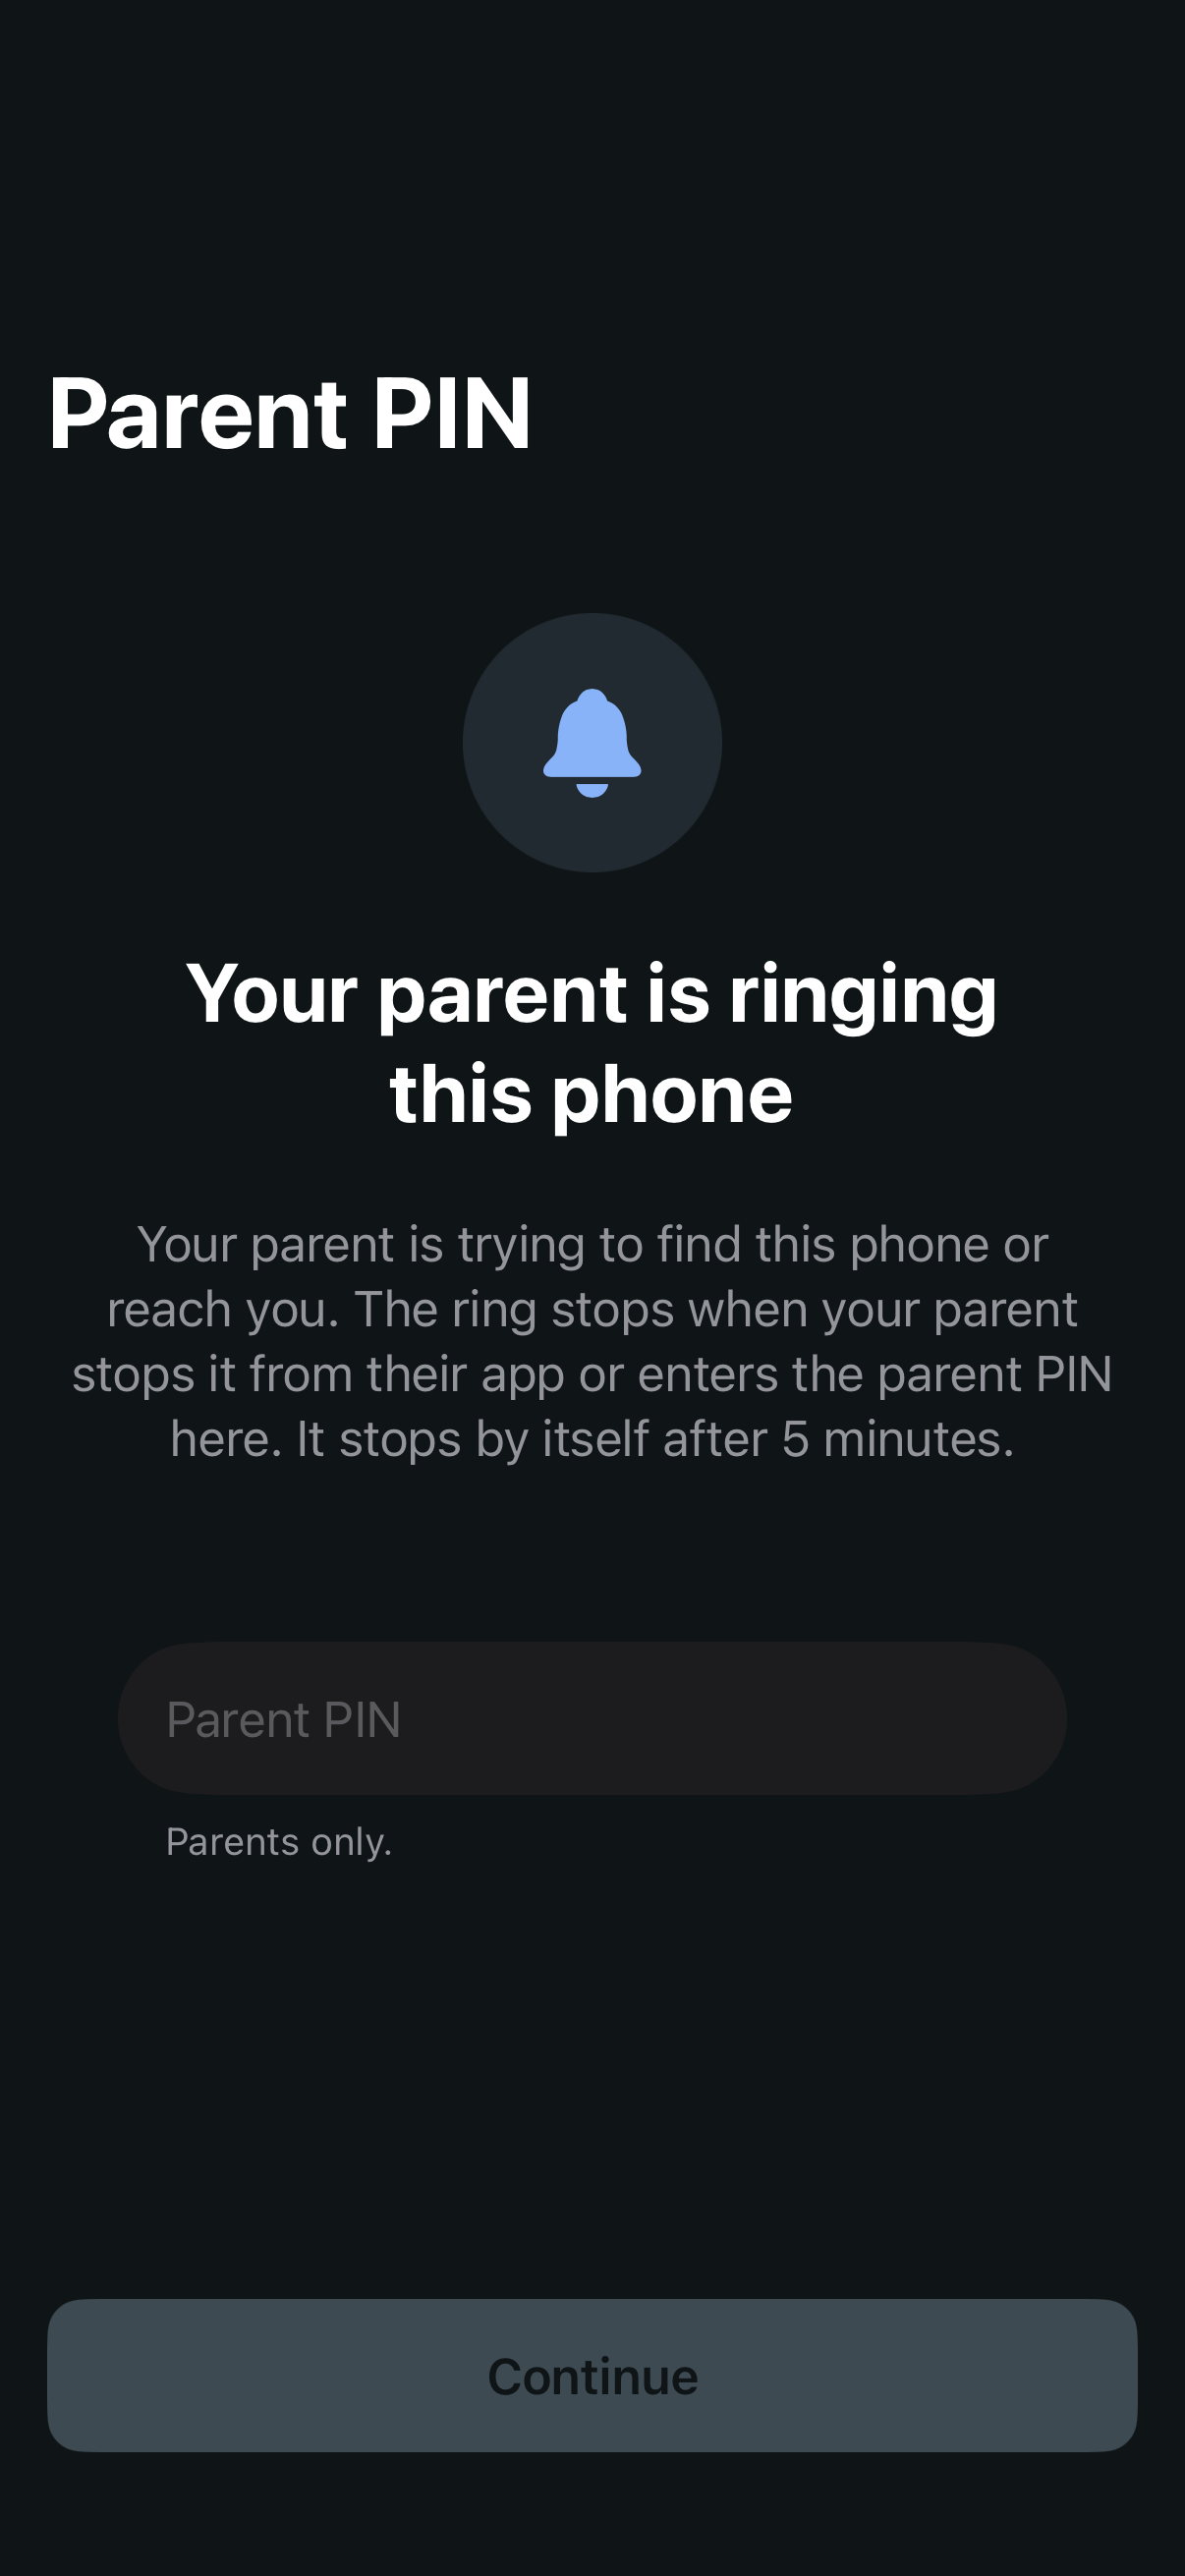 Parent PIN
Your parent is ringing
this phone
Your parent is trying to find this phone or
reach you. The ring stops when your parent
stops it from their app or enters the parent PIN
here. It stops by itself after 5 minutes.
Parent PIN
Parents only.
Continue